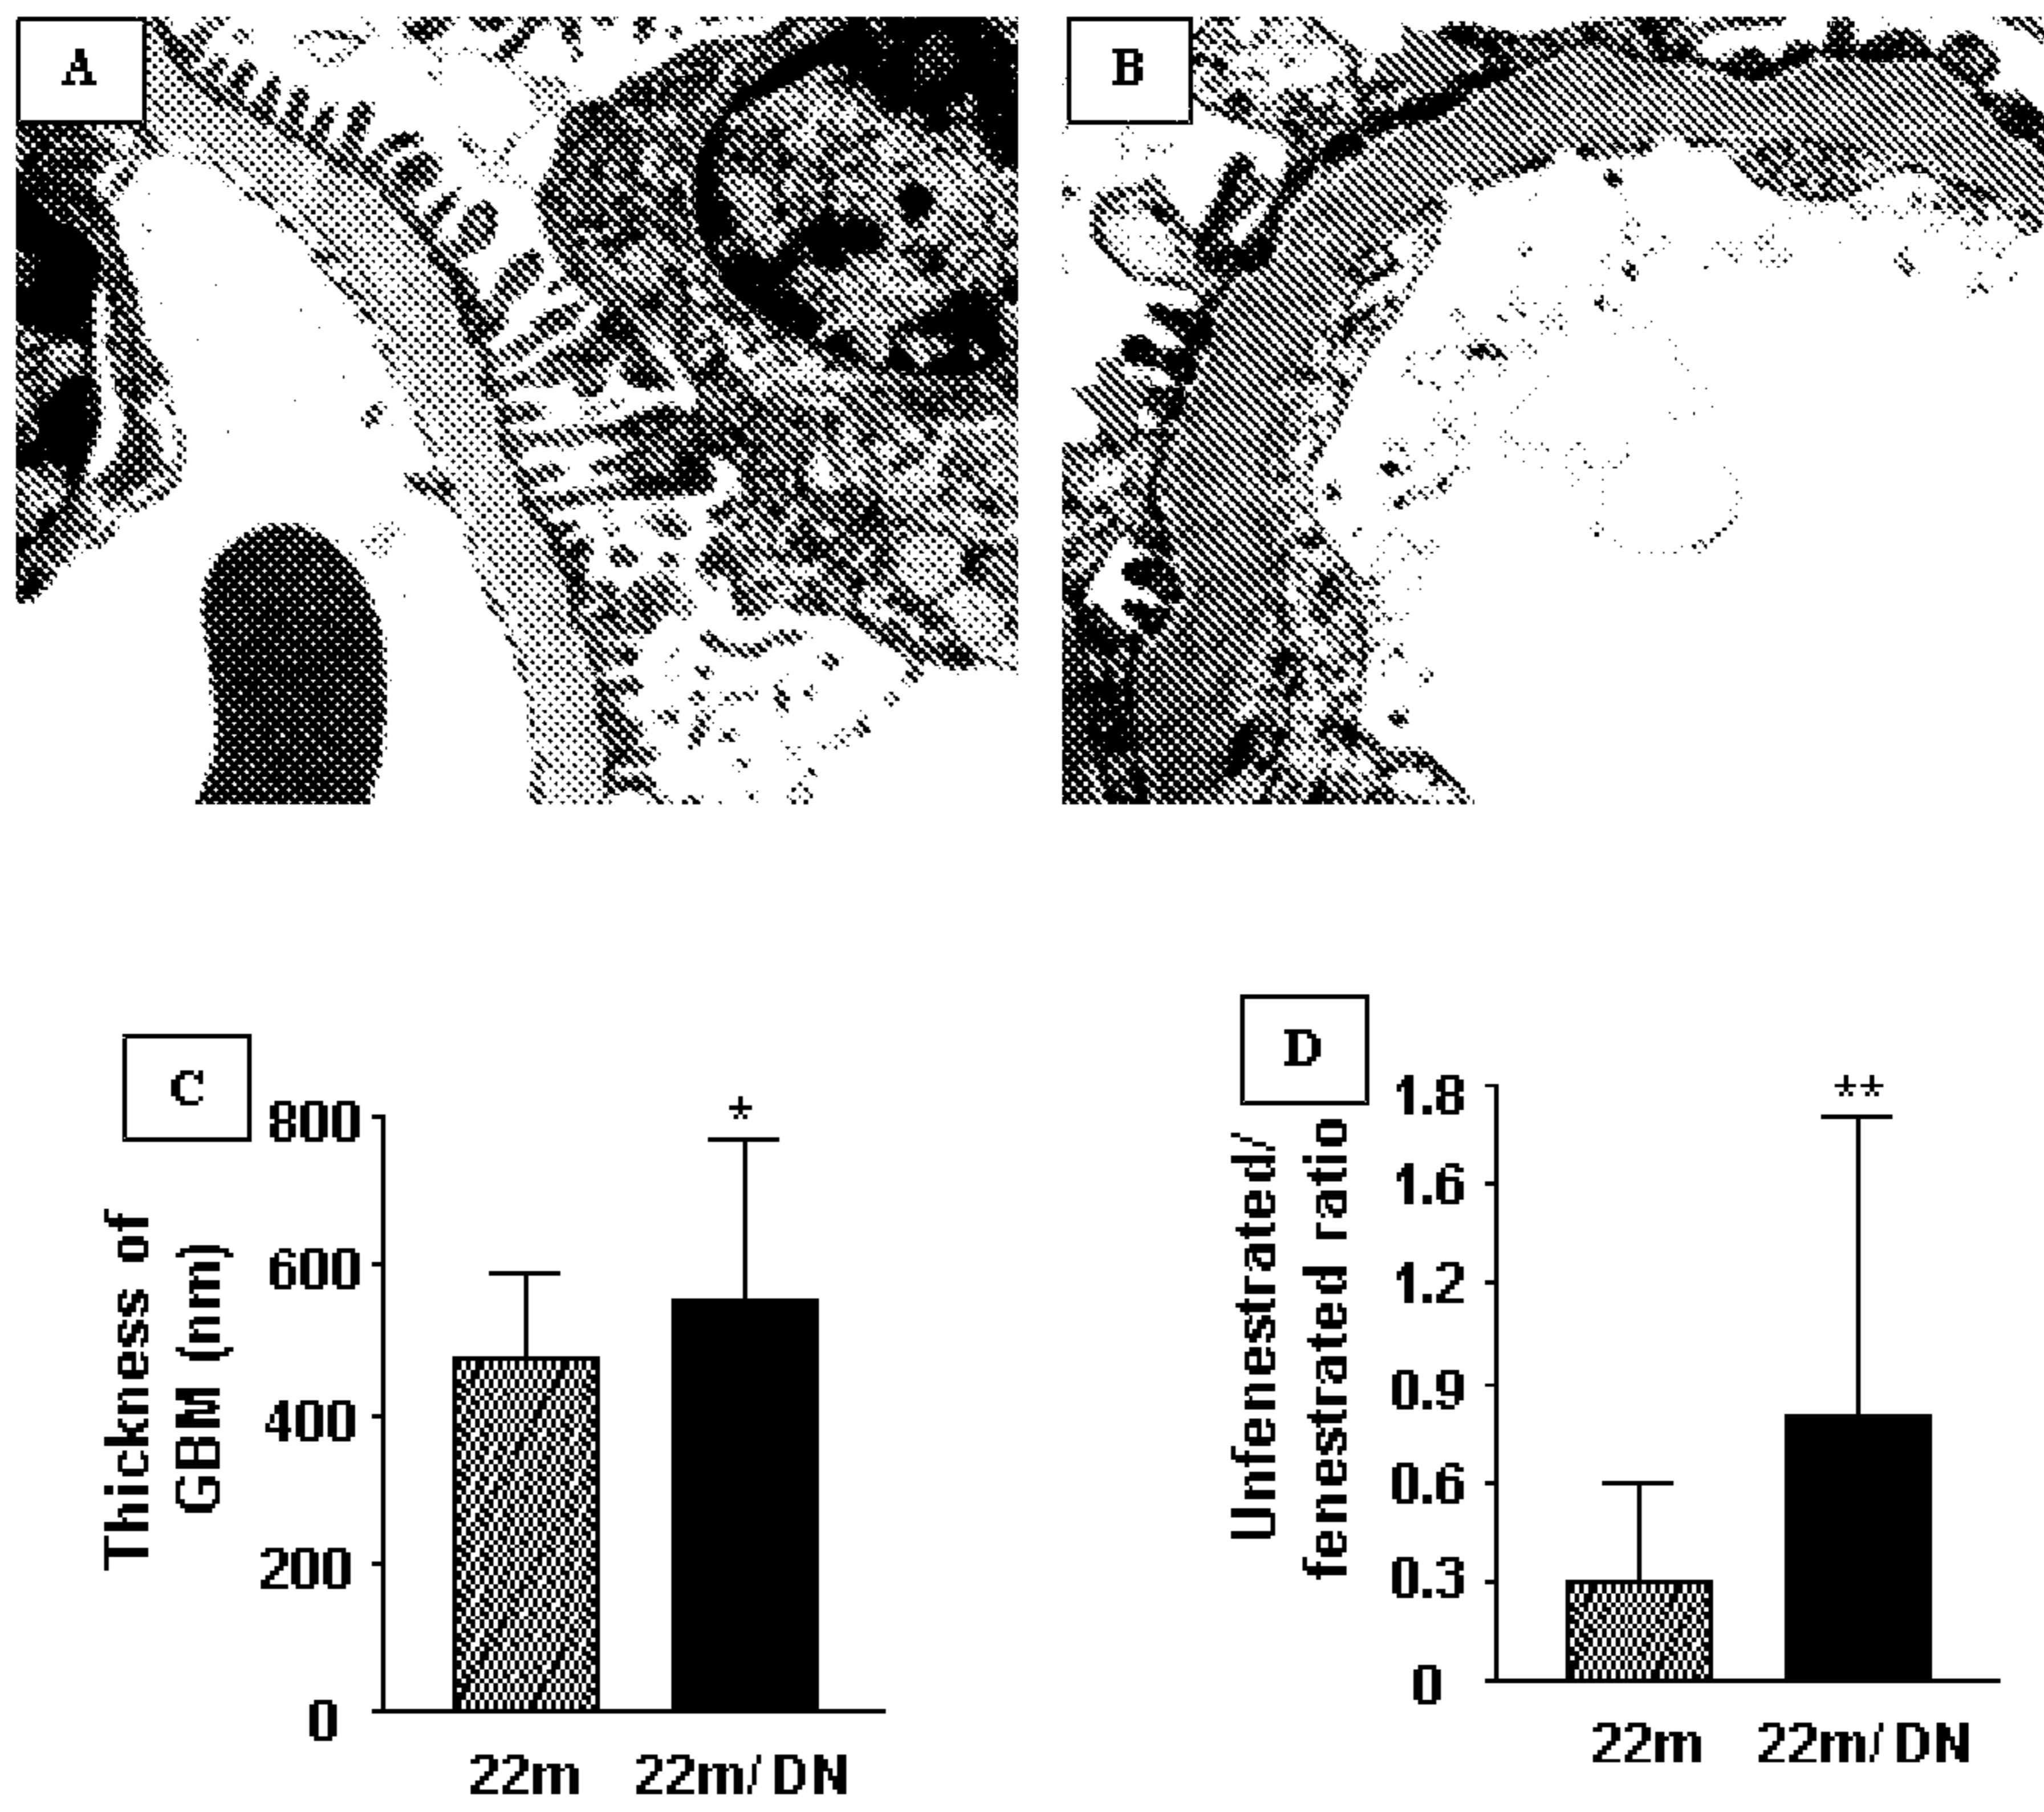 A
B
C
800
600
400
200
0
Thickness of
GBM (nm)
*
22m
22m/ DN
D
1.8
1.6
1.2
0.9
0.6
0.3
0
Unfenestrated/
fenestrated ratio
**
22m
22m/ DN